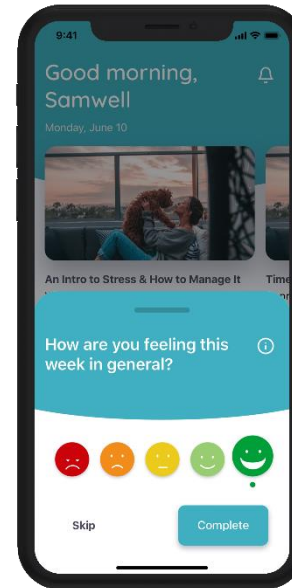 9:41
Good morning,
Samwell
Monday, June 10
An Intro to Stress & How to Manage It
Time
How are you feeling this
week in general?
Skip
Complete